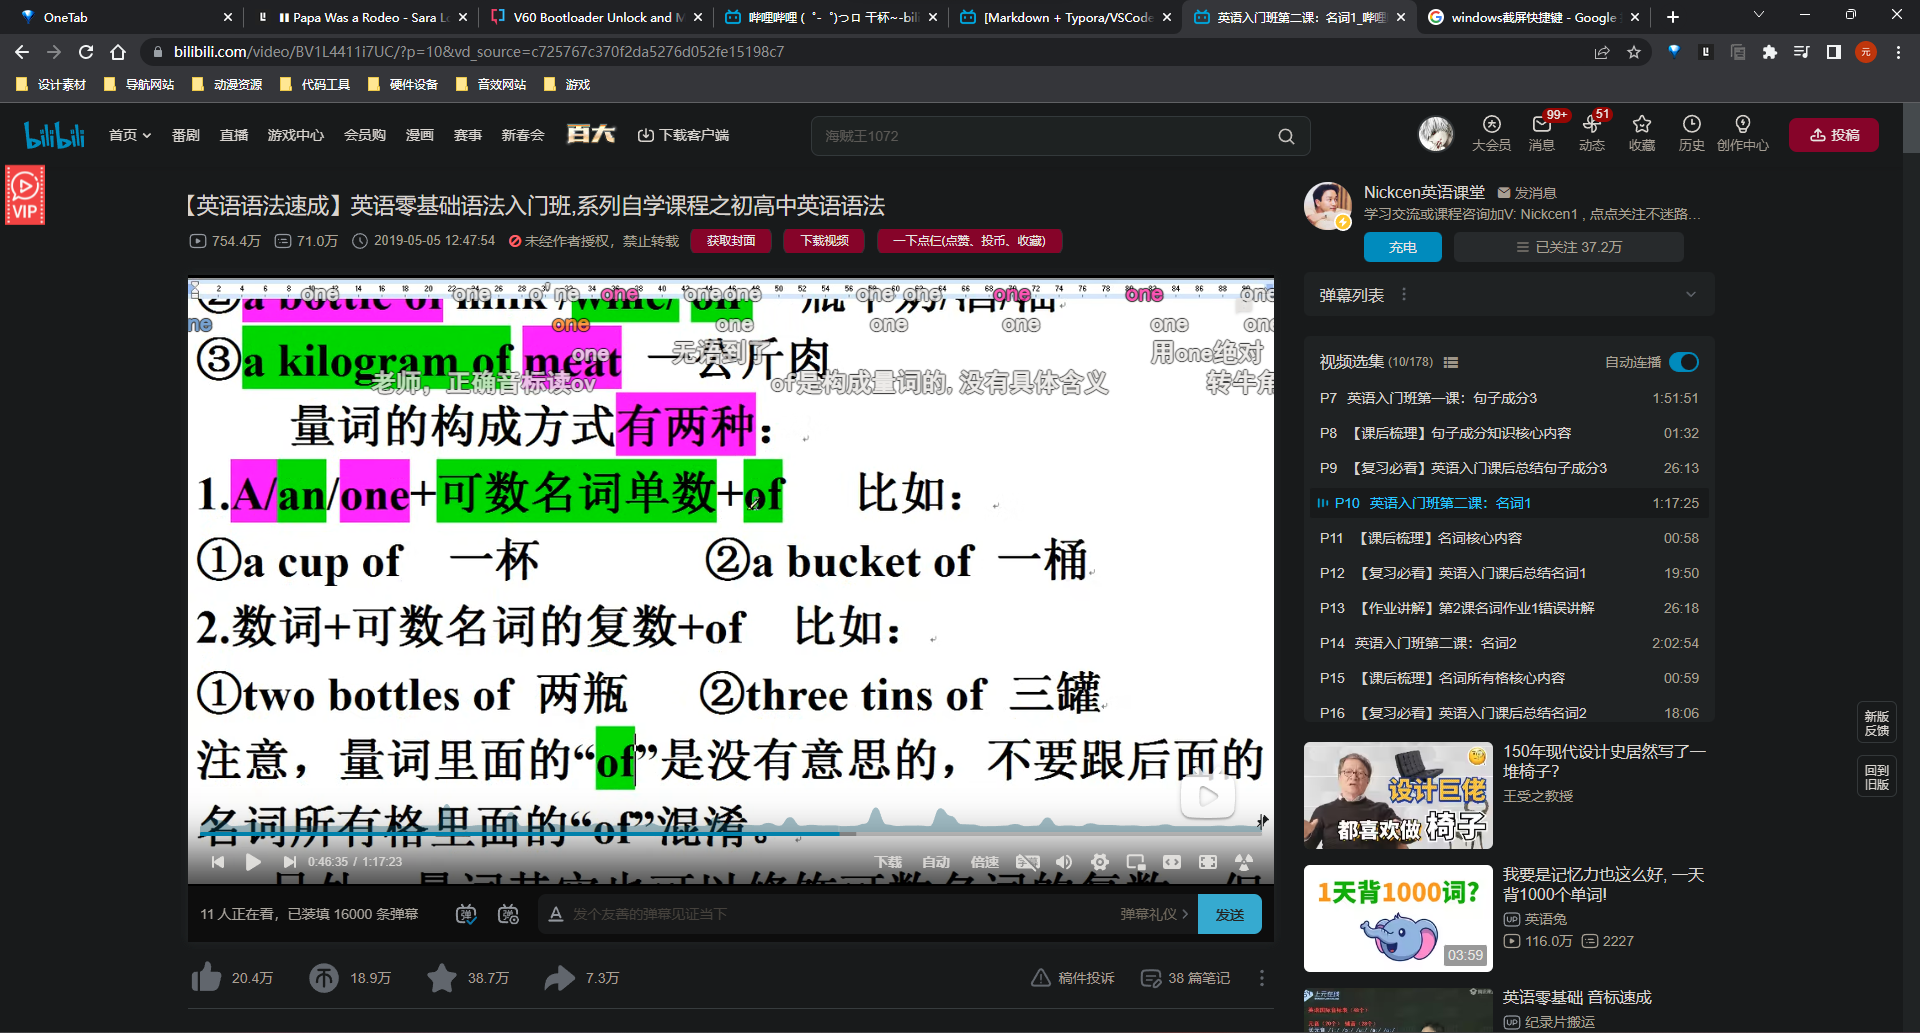 OneTab
Papa Was a Rodeo - Sara L
V60 Bootloader Unlock and M
哔哩哔哩 (゜-゜)つロ 干杯~-bili
[Markdown + Typora/VSCode
英语入门班第二课：名词1_哔哩
windows截屏快捷键 - Google
bilibili.com/video/BV1L4411i7UC/?p=10&vd_source=c725767c370f2da5276d052fe15198c7
设计素材 导航网站 动漫资源 代码工具 硬件设备 音效网站 游戏
bilibili 首页 番剧 直播 游戏中心 会员购 漫画 赛事 新春会 百大 下载客户端
海贼王1072
99+ 51
大会员 消息 动态 收藏 历史 创作中心 投稿
VIP
【英语语法速成】英语零基础语法入门班,系列自学课程之初高中英语语法
754.4万 71.0万 2019-05-05 12:47:54 未经作者授权，禁止转载 获取封面 下载视频 一下点仨(点赞、投币、收藏)
②a bottle of milk /wine/ oil 一瓶牛奶/酒/油
one one one one one one one one one
one one one one one
③a kilogram of meat 一公斤肉
one 无语到了 用one绝对
老师，正确音标读ov of是构成量词的, 没有具体含义 转牛角
量词的构成方式有两种：
1.A/an/one+可数名词单数+of 比如：
①a cup of 一杯 ②a bucket of 一桶
2.数词+可数名词的复数+of 比如：
①two bottles of 两瓶 ②three tins of 三罐
注意，量词里面的“of”是没有意思的，不要跟后面的
名词所有格里面的“of”混淆。
0:46:35 / 1:17:23 下载 自动 倍速
11 人正在看，已装填 16000 条弹幕
发个友善的弹幕见证当下
弹幕礼仪 发送
20.4万 18.9万 38.7万 7.3万
稿件投诉 38 篇笔记
Nickcen英语课堂 发消息
学习交流或课程咨询加V: Nickcen1，点点关注不迷路...
充电 已关注 37.2万
弹幕列表
视频选集 (10/178) 自动连播
P7 英语入门班第一课：句子成分3 1:51:51
P8 【课后梳理】句子成分知识核心内容 01:32
P9 【复习必看】英语入门课后总结句子成分3 26:13
P10 英语入门班第二课：名词1 1:17:25
P11 【课后梳理】名词核心内容 00:58
P12 【复习必看】英语入门课后总结名词1 19:50
P13 【作业讲解】第2课名词作业1错误讲解 26:18
P14 英语入门班第二课：名词2 2:02:54
P15 【课后梳理】名词所有格核心内容 00:59
P16 【复习必看】英语入门课后总结名词2 18:06
设计巨佬
都喜欢做 椅子
150年现代设计史居然写了一
堆椅子?
王受之教授
1天背1000词?
03:59
我要是记忆力也这么好, 一天
背1000个单词!
英语兔
116.0万 2227
英语零基础 音标速成
纪录片搬运
新版
反馈
回到
旧版